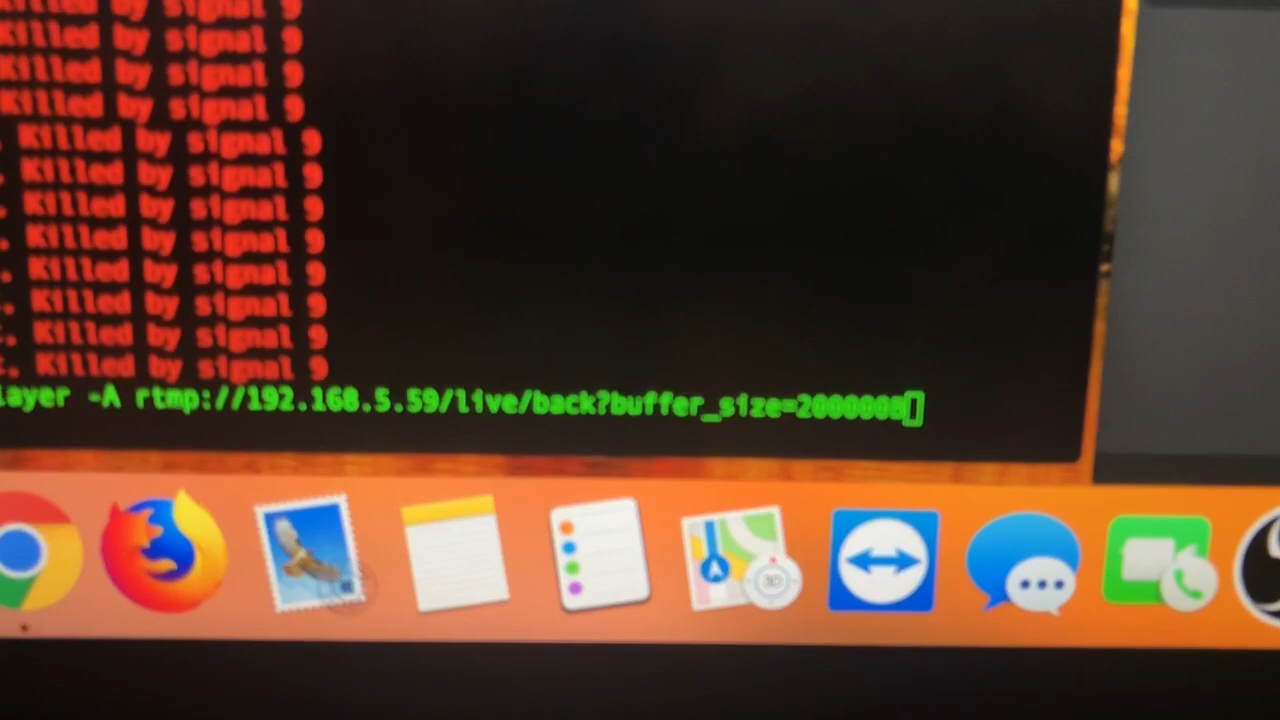 Killed by signal 9
Killed by signal 9
Killed by signal 9
Killed by signal 9
. Killed by signal 9
. Killed by signal 9
. Killed by signal 9
. Killed by signal 9
. Killed by signal 9
. Killed by signal 9
t. Killed by signal 9
t. Killed by signal 9
layer -A rtmp://192.168.5.59/live/back?buffer_size=2000000
3D